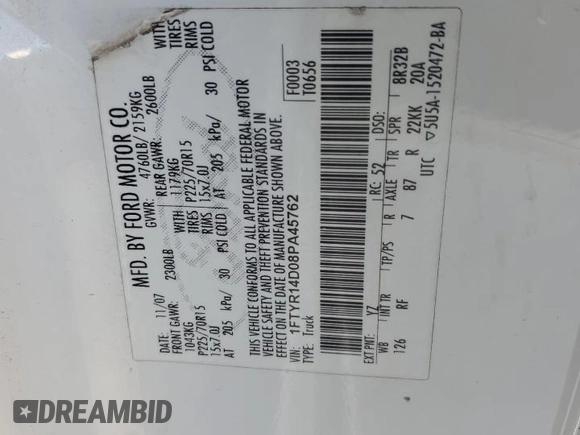 MFD. BY FORD MOTOR CO.
DATE: 11/07 GVWR: 4760LB/ 2159KG
FRONT GAWR: 2300LB REAR GAWR: 2600LB
1043KG 1179KG WITH
P225/70R15 WITH TIRES P225/70R15 TIRES
15x7.0J RIMS 15x7.0J RIMS
AT 205 kPa/ 30 PSI COLD AT 205 kPa/ 30 PSI COLD
THIS VEHICLE CONFORMS TO ALL APPLICABLE FEDERAL MOTOR
VEHICLE SAFETY AND THEFT PREVENTION STANDARDS IN
EFFECT ON THE DATE OF MANUFACTURE SHOWN ABOVE.
VIN: 1FTYR14D08PA45762 F0003
TYPE: Truck T0656
EXT PNT: YZ RC: 52 DSO:
WB INT TR TP/PS R AXLE TR SPR 8R32B
126 RF 7 87 R 22KK 20A
UTC ▽5U5A-1520472-BA
DREAMBID